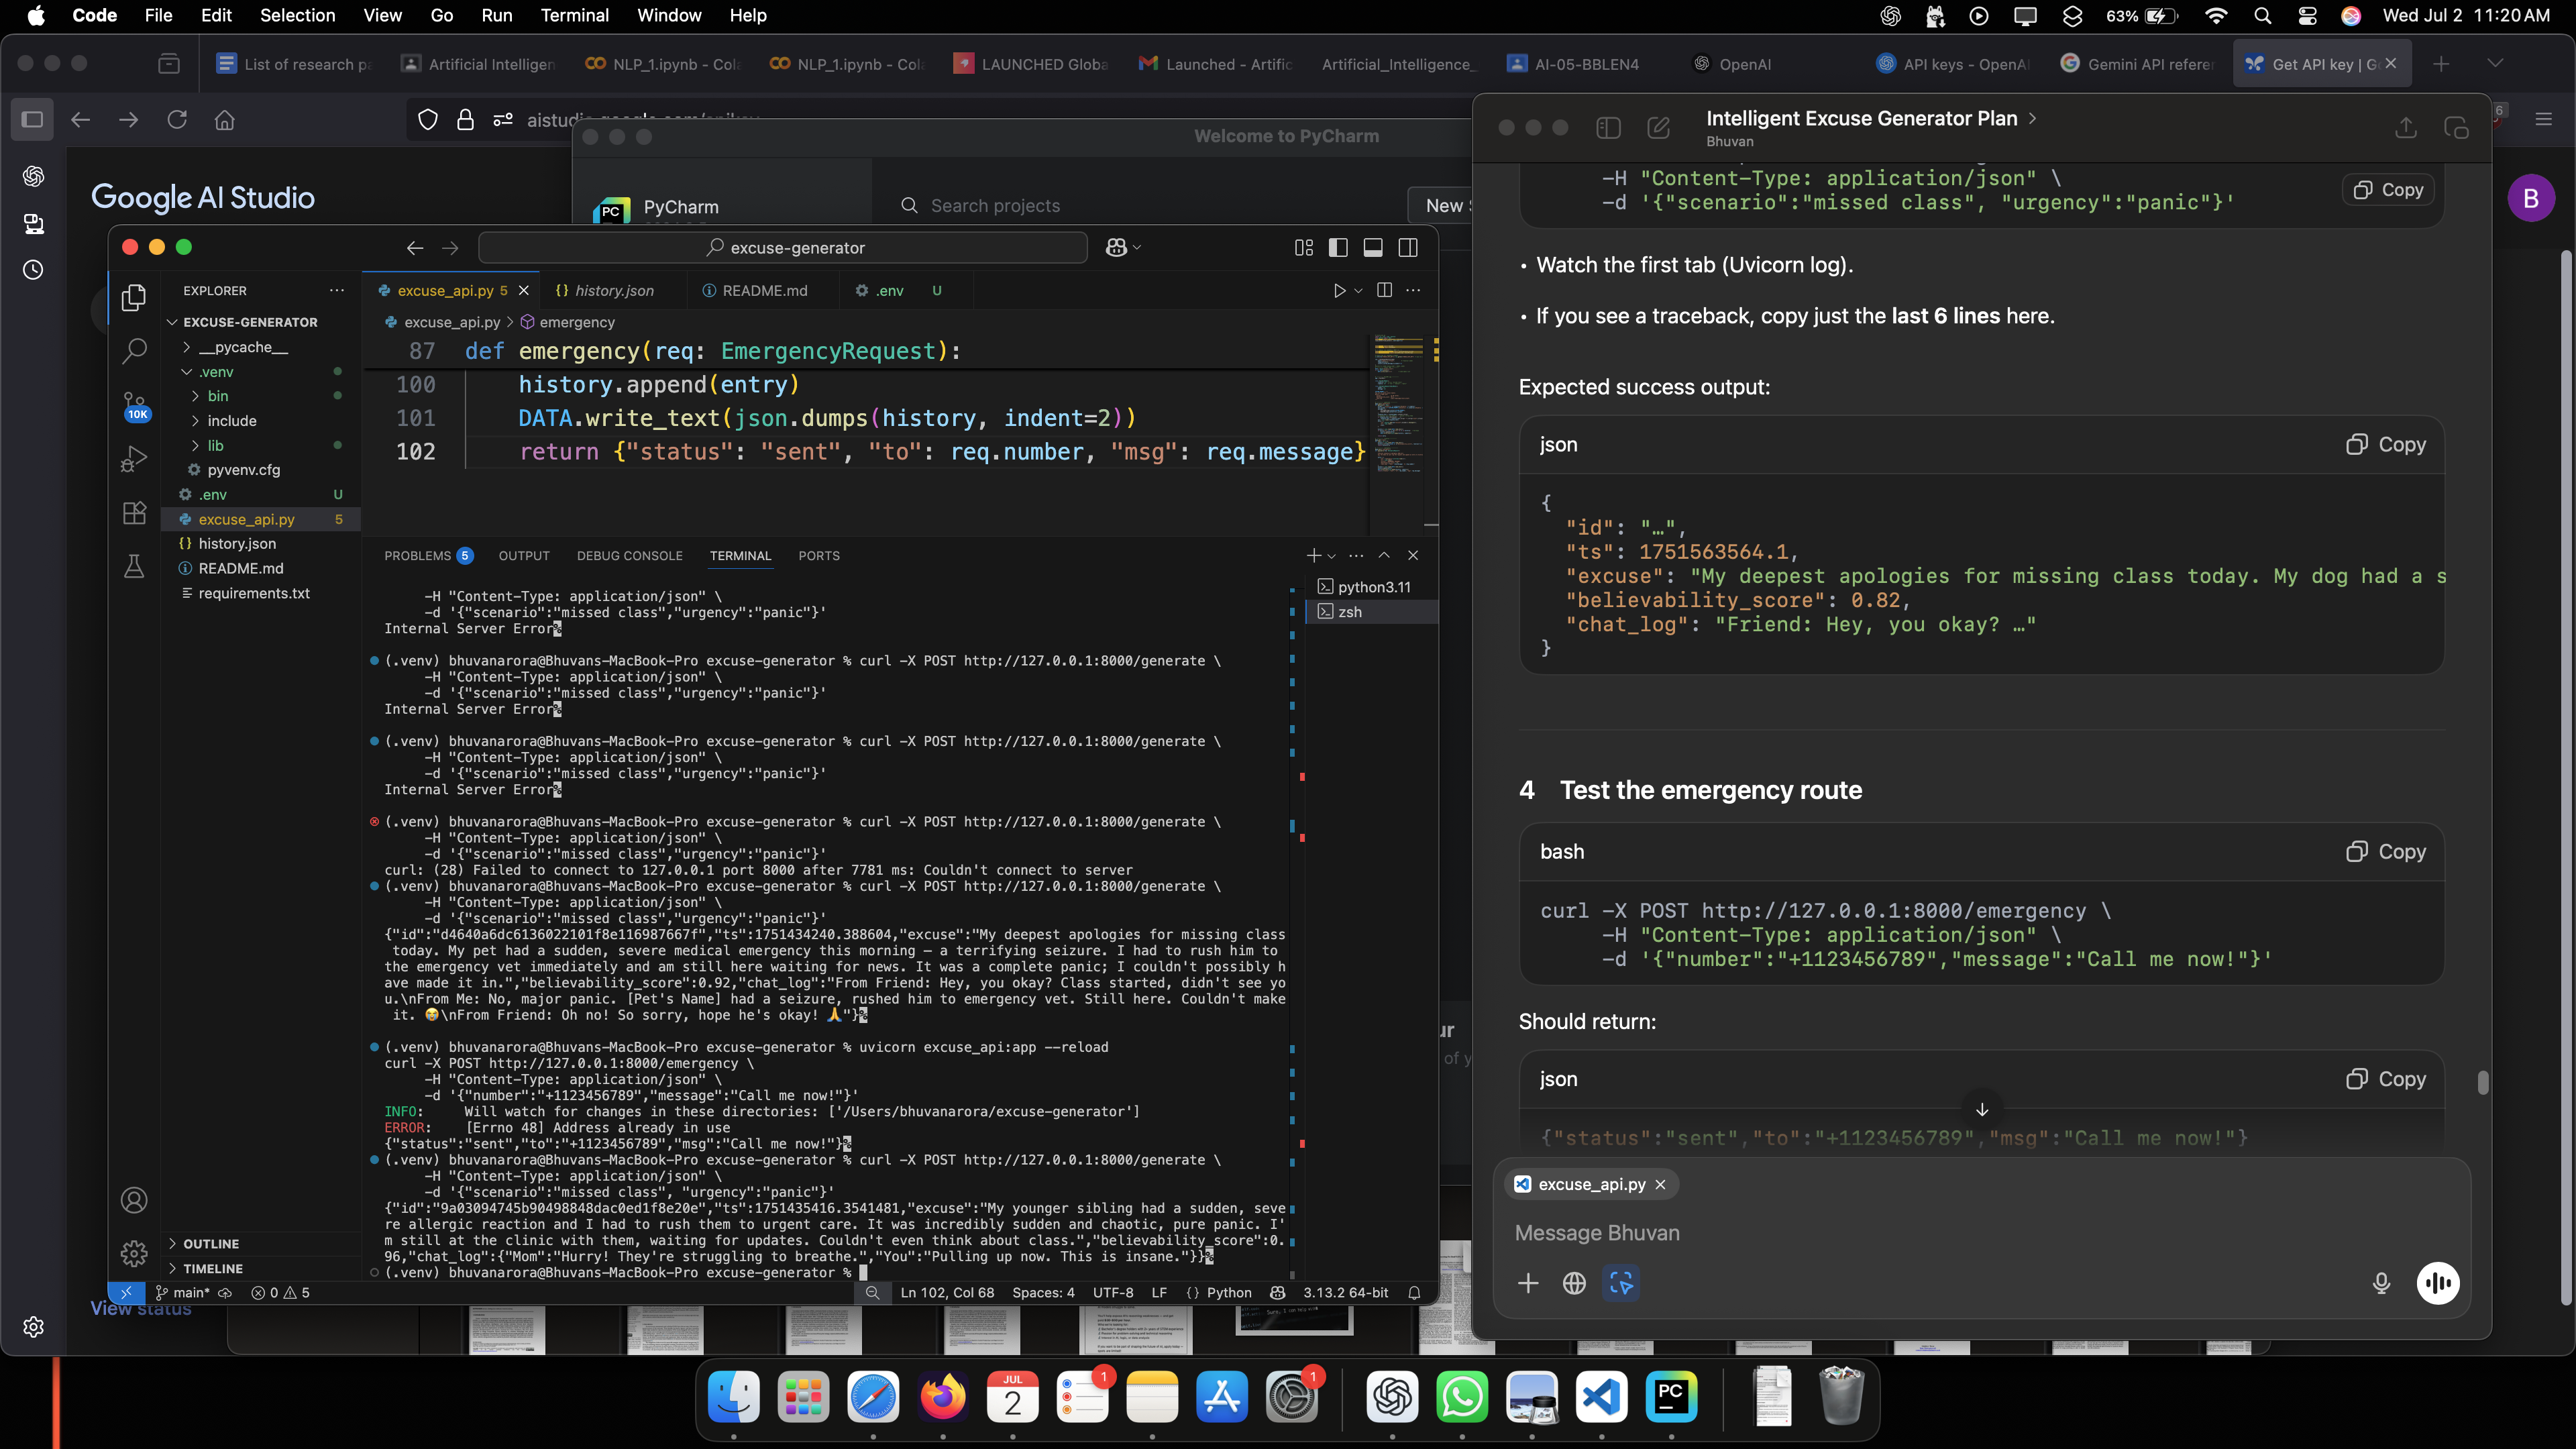 Code File Edit Selection View Go Run Terminal Window Help
63% Wed Jul 2 11:20 AM
List of research pa
Artificial Intelligen
NLP_1.ipynb - Cola
NLP_1.ipynb - Cola
LAUNCHED Globa
Launched - Artific
Artificial_Intelligence_
AI-05-BBLEN4
OpenAI
API keys - OpenAI
Gemini API referen
Get API key | G
Google AI Studio
View status
Welcome to PyCharm
PyCharm
Search projects
New
B
excuse-generator
EXPLORER
EXCUSE-GENERATOR
__pycache__
.venv
bin
include
lib
pyvenv.cfg
.env U
excuse_api.py 5
history.json
README.md
requirements.txt
OUTLINE
TIMELINE
10K
excuse_api.py 5
history.json
README.md
.env U
excuse_api.py > emergency
87 def emergency(req: EmergencyRequest):
100 history.append(entry)
101 DATA.write_text(json.dumps(history, indent=2))
102 return {"status": "sent", "to": req.number, "msg": req.message}
PROBLEMS 5 OUTPUT DEBUG CONSOLE TERMINAL PORTS
python3.11
zsh
-H "Content-Type: application/json" \
-d '{"scenario":"missed class","urgency":"panic"}'
Internal Server Error%
(.venv) bhuvanarora@Bhuvans-MacBook-Pro excuse-generator % curl -X POST http://127.0.0.1:8000/generate \
-H "Content-Type: application/json" \
-d '{"scenario":"missed class","urgency":"panic"}'
Internal Server Error%
(.venv) bhuvanarora@Bhuvans-MacBook-Pro excuse-generator % curl -X POST http://127.0.0.1:8000/generate \
-H "Content-Type: application/json" \
-d '{"scenario":"missed class","urgency":"panic"}'
Internal Server Error%
(.venv) bhuvanarora@Bhuvans-MacBook-Pro excuse-generator % curl -X POST http://127.0.0.1:8000/generate \
-H "Content-Type: application/json" \
-d '{"scenario":"missed class","urgency":"panic"}'
curl: (28) Failed to connect to 127.0.0.1 port 8000 after 7781 ms: Couldn't connect to server
(.venv) bhuvanarora@Bhuvans-MacBook-Pro excuse-generator % curl -X POST http://127.0.0.1:8000/generate \
-H "Content-Type: application/json" \
-d '{"scenario":"missed class","urgency":"panic"}'
{"id":"d4640a6dc6136022101f8e116987667f","ts":1751434240.388604,"excuse":"My deepest apologies for missing class
today. My pet had a sudden, severe medical emergency this morning – a terrifying seizure. I had to rush him to
the emergency vet immediately and am still here waiting for news. It was a complete panic; I couldn't possibly h
ave made it in.","believability_score":0.92,"chat_log":"From Friend: Hey, you okay? Class started, didn't see yo
u.\nFrom Me: No, major panic. [Pet's Name] had a seizure, rushed him to emergency vet. Still here. Couldn't make
it. 😭\nFrom Friend: Oh no! So sorry, hope he's okay! 🙏"}%
(.venv) bhuvanarora@Bhuvans-MacBook-Pro excuse-generator % uvicorn excuse_api:app --reload
curl -X POST http://127.0.0.1:8000/emergency \
-H "Content-Type: application/json" \
-d '{"number":"+1123456789","message":"Call me now!"}'
INFO: Will watch for changes in these directories: ['/Users/bhuvanarora/excuse-generator']
ERROR: [Errno 48] Address already in use
{"status":"sent","to":"+1123456789","msg":"Call me now!"}%
(.venv) bhuvanarora@Bhuvans-MacBook-Pro excuse-generator % curl -X POST http://127.0.0.1:8000/generate \
-H "Content-Type: application/json" \
-d '{"scenario":"missed class", "urgency":"panic"}'
{"id":"9a03094745b90498848dac0ed1f8e20e","ts":1751435416.3541481,"excuse":"My younger sibling had a sudden, seve
re allergic reaction and I had to rush them to urgent care. It was incredibly sudden and chaotic, pure panic. I'
m still at the clinic with them, waiting for updates. Couldn't even think about class.","believability_score":0.
96,"chat_log":{"Mom":"Hurry! They're struggling to breathe.","You":"Pulling up now. This is insane."}}%
(.venv) bhuvanarora@Bhuvans-MacBook-Pro excuse-generator %
main* 0 5 Ln 102, Col 68 Spaces: 4 UTF-8 LF Python 3.13.2 64-bit
Intelligent Excuse Generator Plan >
Bhuvan
-H "Content-Type: application/json" \
-d '{"scenario":"missed class", "urgency":"panic"}'
Copy
• Watch the first tab (Uvicorn log).
• If you see a traceback, copy just the last 6 lines here.
Expected success output:
json Copy
{
"id": "…",
"ts": 1751563564.1,
"excuse": "My deepest apologies for missing class today. My dog had a s
"believability_score": 0.82,
"chat_log": "Friend: Hey, you okay? …"
}
4 Test the emergency route
bash Copy
curl -X POST http://127.0.0.1:8000/emergency \
-H "Content-Type: application/json" \
-d '{"number":"+1123456789","message":"Call me now!"}'
Should return:
json Copy
{"status":"sent","to":"+1123456789","msg":"Call me now!"}
excuse_api.py
Message Bhuvan
JUL
2
1
1
PC